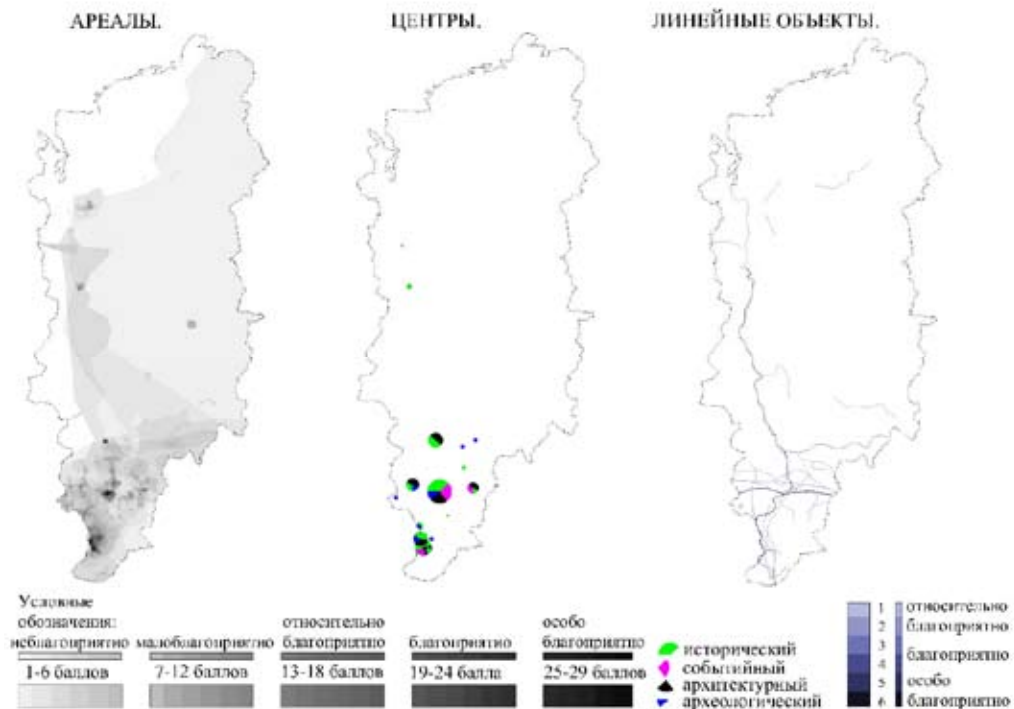 АРЕАЛЫ.
ЦЕНТРЫ.
ЛИНЕЙНЫЕ ОБЪЕКТЫ.
Условные
обозначения:
неблагоприятно
1-6 баллов
малоблагоприятно
7-12 баллов
относительно
благоприятно
13-18 баллов
благоприятно
19-24 балла
особо
благоприятно
25-29 баллов
исторический
событийный
архитектурный
археологический
1
2
3
4
5
6
относительно
благоприятно
благоприятно
особо
благоприятно